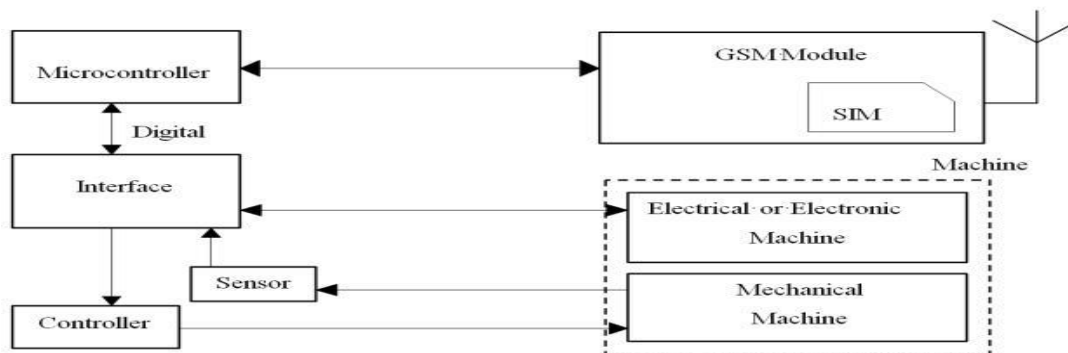 Microcontroller
GSM·Module
SIM
Digital
Machine
Interface
Electrical·or·Electronic
Machine
Sensor
Mechanical
Machine
Controller